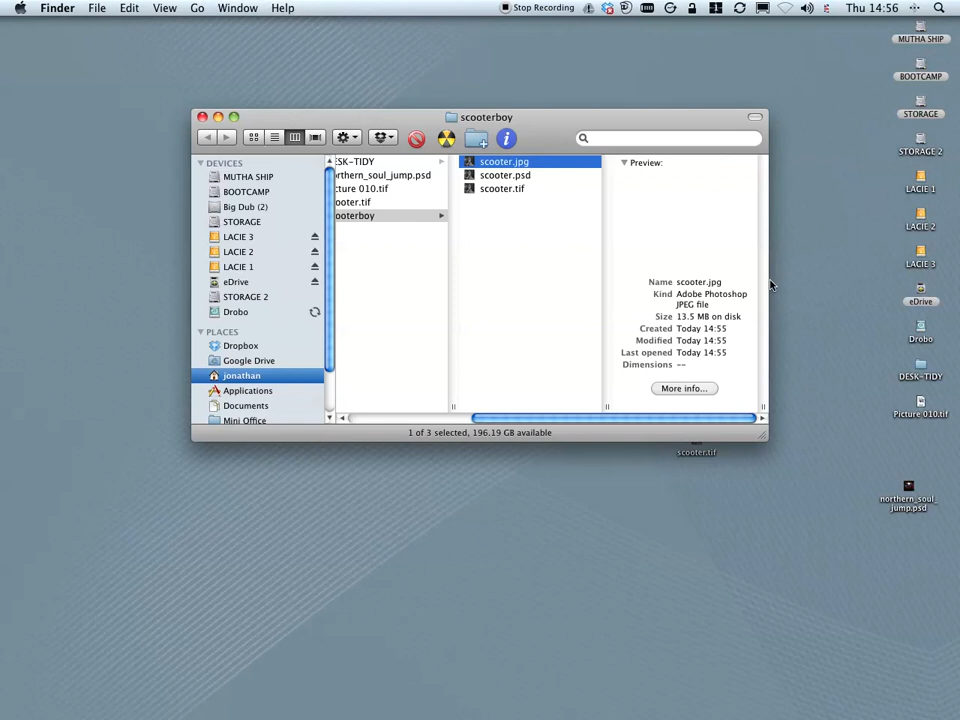 Finder File Edit View Go Window Help Stop Recording Thu 14:56
MUTHA SHIP
BOOTCAMP
STORAGE
STORAGE 2
LACIE 1
LACIE 2
LACIE 3
eDrive
Drobo
DESK-TIDY
Picture 010.tif
northern_soul_
jump.psd
scooter.tif
scooterboy
DEVICES
MUTHA SHIP
BOOTCAMP
Big Dub (2)
STORAGE
LACIE 3
LACIE 2
LACIE 1
eDrive
STORAGE 2
Drobo
PLACES
Dropbox
Google Drive
jonathan
Applications
Documents
Mini Office
ESK-TIDY
rthern_soul_jump.psd
cture 010.tif
ooter.tif
ooterboy
scooter.jpg
scooter.psd
scooter.tif
Preview:
Name scooter.jpg
Kind Adobe Photoshop
JPEG file
Size 13.5 MB on disk
Created Today 14:55
Modified Today 14:55
Last opened Today 14:55
Dimensions --
More info...
1 of 3 selected, 196.19 GB available